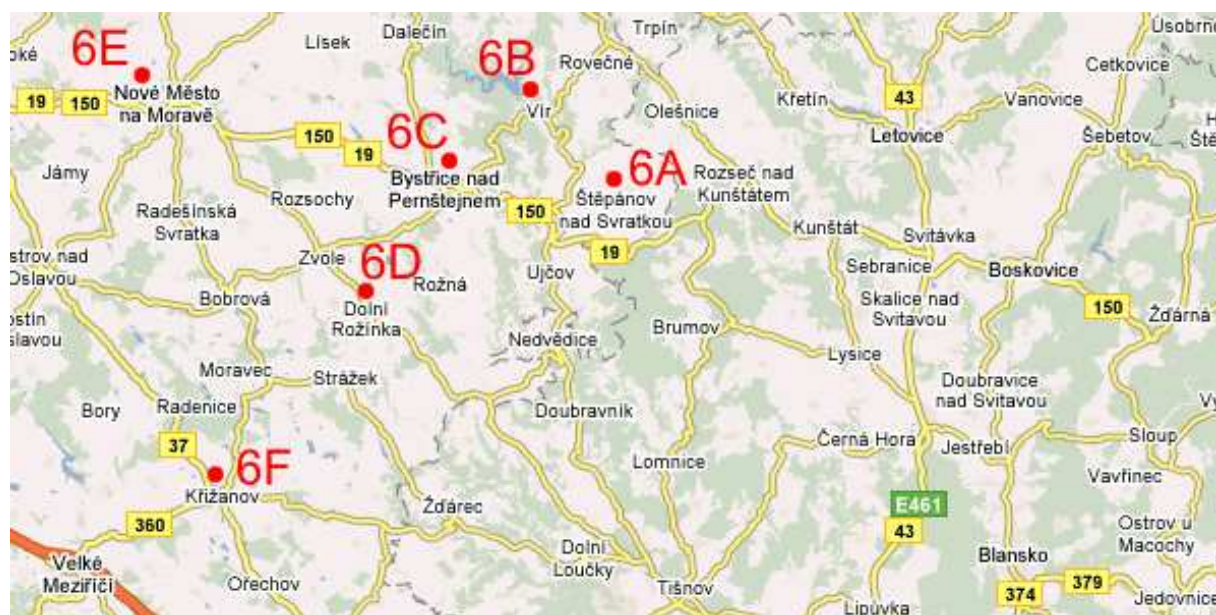 Trpín
Úsobrno
6E
Lísek
Dalečín
6B
Rovečné
Cetkovice
Nové Město
na Moravě
19
150
Vír
Olešnice
Křetín
43
Vanovice
Letovice
Šebetov
150
19
6C
Jámy
Bystřice nad
Pernštejnem
6A
Rozseč nad
Kunštátem
Rozsochy
Radešínská
Svratka
150
Štěpánov
nad Svratkou
Kunštát
Svitávka
19
Zvole
6D
Rožná
Ujčov
Sebranice
Boskovice
Bobrová
Dolní
Rožínka
Skalice nad
Svitavou
150
Žďárná
Nedvědice
Brumov
Lysice
Moravec
Strážek
Doubravice
nad Svitavou
Bory
Radenice
Doubravník
37
Černá Hora
Jestřebí
Sloup
6F
Lomnice
Vavřinec
Křižanov
E461
360
Žďárec
43
Ostrov u
Macochy
Velké
Meziříčí
Dolní
Loučky
Blansko
Ořechov
Tišnov
379
374
Jedovnice
Lipůvka